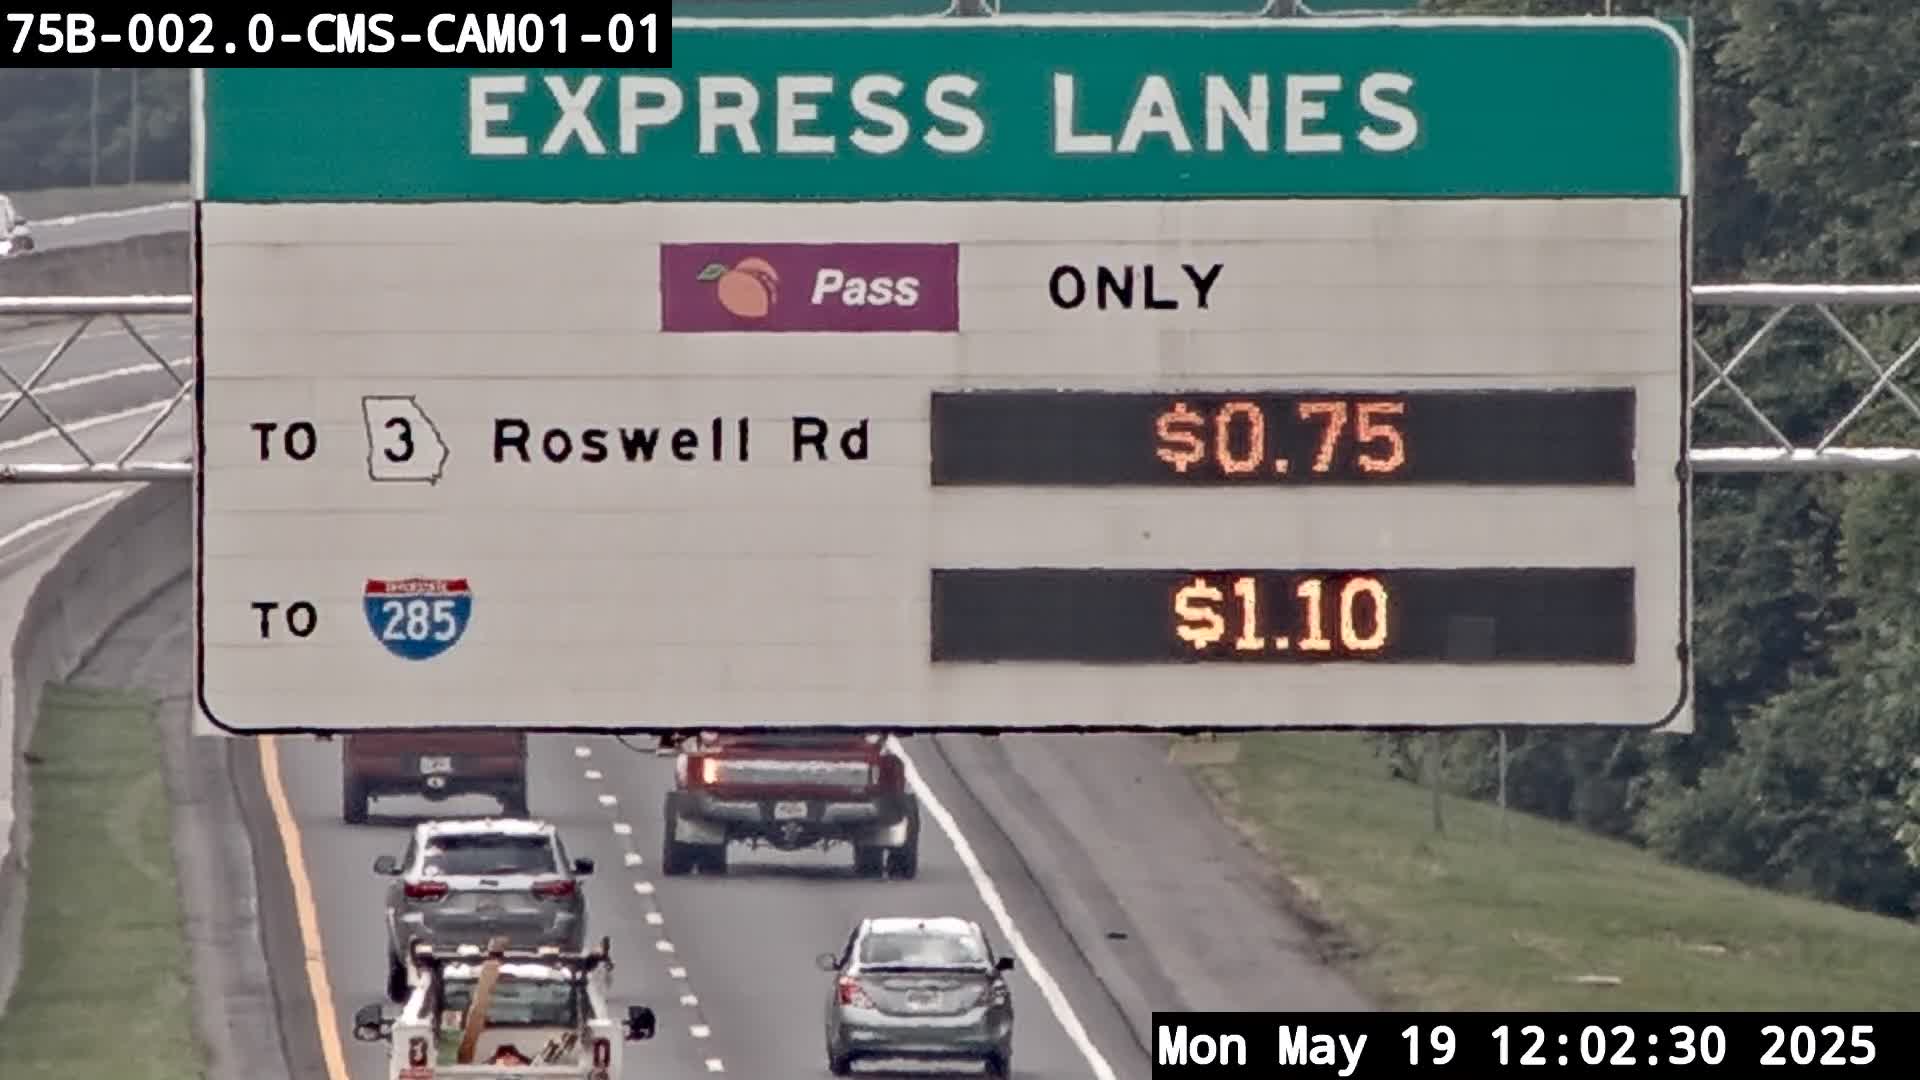 75B-002.0-CMS-CAM01-01
EXPRESS LANES
Pass ONLY
TO 3 Roswell Rd $0.75
INTERSTATE
TO 285 $1.10
Mon May 19 12:02:30 2025